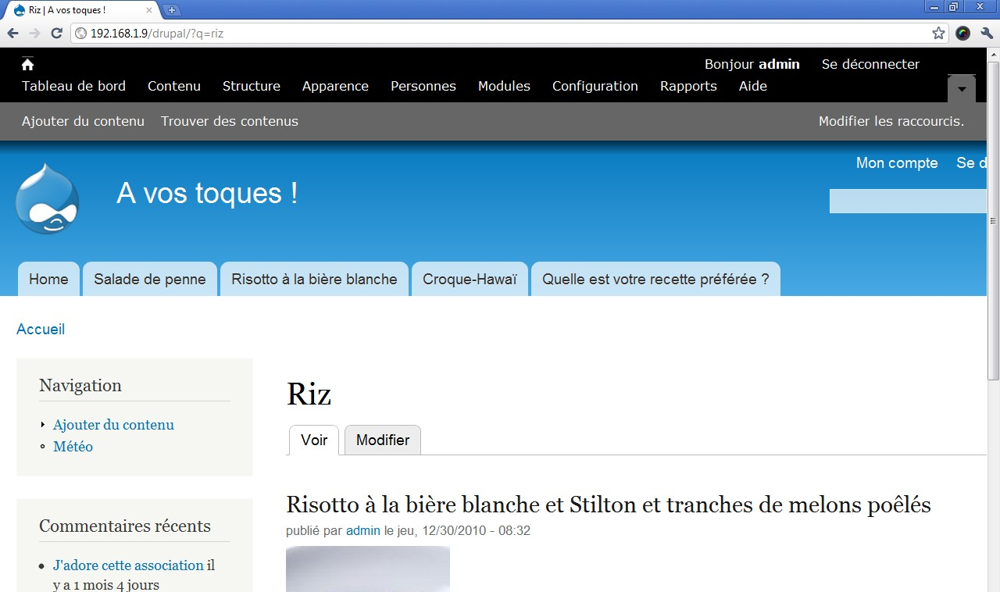 Riz | A vos toques !
192.168.1.9/drupal/?q=riz
Bonjour admin Se déconnecter
Tableau de bord Contenu Structure Apparence Personnes Modules Configuration Rapports Aide
Ajouter du contenu Trouver des contenus Modifier les raccourcis.
Mon compte Se d
A vos toques !
Home Salade de penne Risotto à la bière blanche Croque-Hawaï Quelle est votre recette préférée ?
Accueil
Navigation
Ajouter du contenu
Météo
Commentaires récents
J'adore cette association il
y a 1 mois 4 jours
Riz
Voir Modifier
Risotto à la bière blanche et Stilton et tranches de melons poêlés
publié par admin le jeu, 12/30/2010 - 08:32